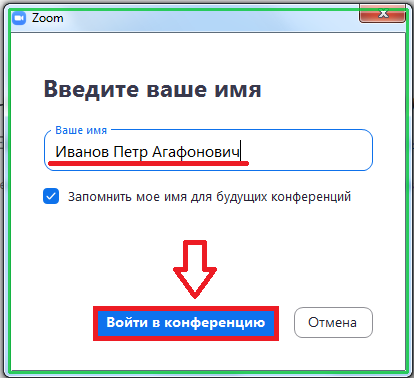 Zoom
Введите ваше имя
Ваше имя
Иванов Петр Агафонович
Запомнить мое имя для будущих конференций
Войти в конференцию
Отмена